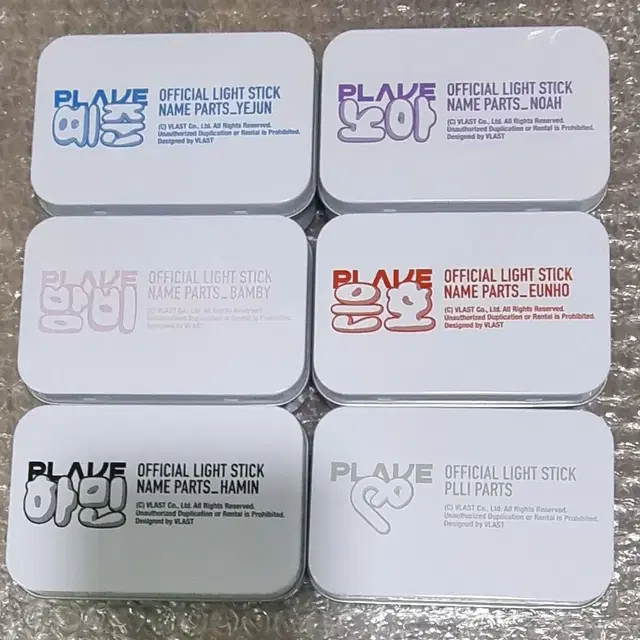 PLAVE
예준
OFFICIAL LIGHT STICK
NAME PARTS_YEJUN
(C) VLAST Co., Ltd. All Rights Reserved.
Unauthorized Duplication or Rental is Prohibited.
Designed by VLAST
PLAVE
노아
OFFICIAL LIGHT STICK
NAME PARTS_NOAH
(C) VLAST Co., Ltd. All Rights Reserved.
Unauthorized Duplication or Rental is Prohibited.
Designed by VLAST
PLAVE
밤비
OFFICIAL LIGHT STICK
NAME PARTS_BAMBY
(C) VLAST Co., Ltd. All Rights Reserved.
Unauthorized Duplication or Rental is Prohibited.
Designed by VLAST
PLAVE
은호
OFFICIAL LIGHT STICK
NAME PARTS_EUNHO
(C) VLAST Co., Ltd. All Rights Reserved.
Unauthorized Duplication or Rental is Prohibited.
Designed by VLAST
PLAVE
하민
OFFICIAL LIGHT STICK
NAME PARTS_HAMIN
(C) VLAST Co., Ltd. All Rights Reserved.
Unauthorized Duplication or Rental is Prohibited.
Designed by VLAST
PLAVE
OFFICIAL LIGHT STICK
PLLI PARTS
(C) VLAST Co., Ltd. All Rights Reserved.
Unauthorized Duplication or Rental is Prohibited.
Designed by VLAST